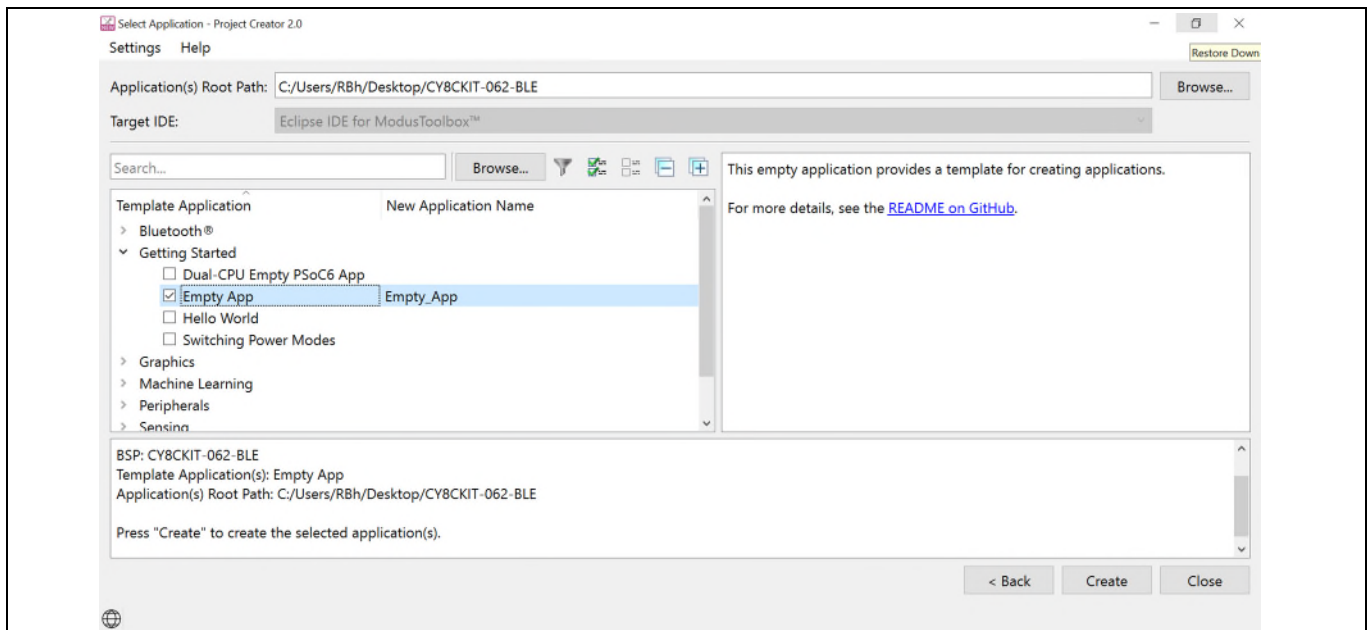 Select Application - Project Creator 2.0
Settings Help
Restore Down
Application(s) Root Path: C:/Users/RBh/Desktop/CY8CKIT-062-BLE Browse...
Target IDE: Eclipse IDE for ModusToolbox™
Search... Browse...
Template Application New Application Name
Bluetooth®
Getting Started
Dual-CPU Empty PSoC6 App
Empty App Empty_App
Hello World
Switching Power Modes
Graphics
Machine Learning
Peripherals
Sensing
This empty application provides a template for creating applications.
For more details, see the README on GitHub.
BSP: CY8CKIT-062-BLE
Template Application(s): Empty App
Application(s) Root Path: C:/Users/RBh/Desktop/CY8CKIT-062-BLE
Press "Create" to create the selected application(s).
< Back Create Close